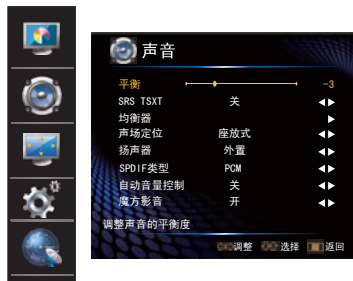 声音
平衡 -3
SRS TSXT 关
均衡器
声场定位 座放式
扬声器 外置
SPDIF类型 PCM
自动音量控制 关
魔方影音 开
调整声音的平衡度
调整 选择 返回